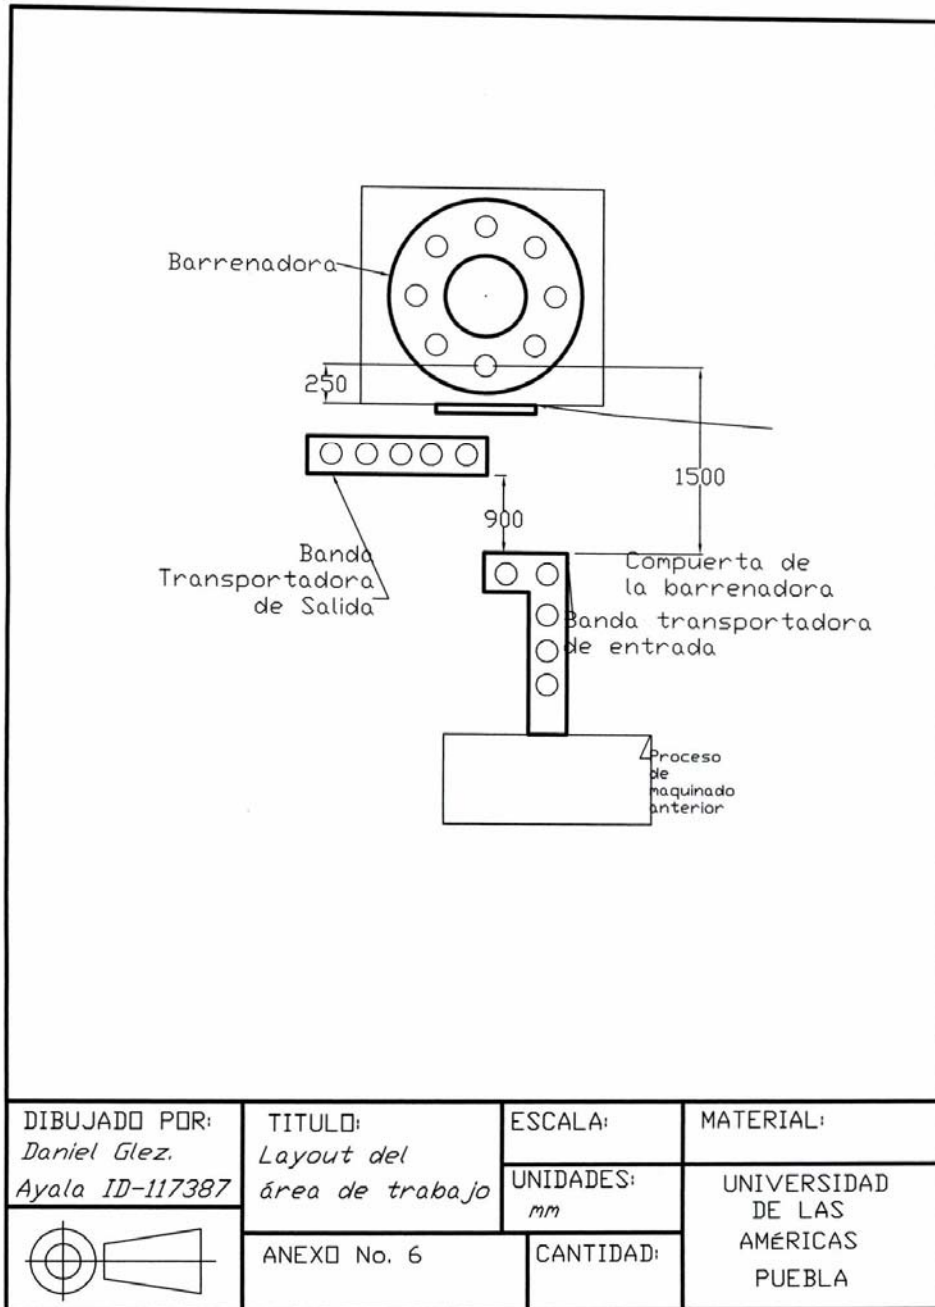 Barrenadora
250
1500
900
Banda
Transportadora
de Salida
Compuerta de
la barrenadora
Banda transportadora
de entrada
Proceso
de
maquinado
anterior
DIBUJADO POR:
Daniel Glez.
Ayala ID-117387
TITULO:
Layout del
área de trabajo
ESCALA:
UNIDADES:
mm
MATERIAL:
UNIVERSIDAD
DE LAS
AMÉRICAS
PUEBLA
ANEXO No. 6
CANTIDAD: